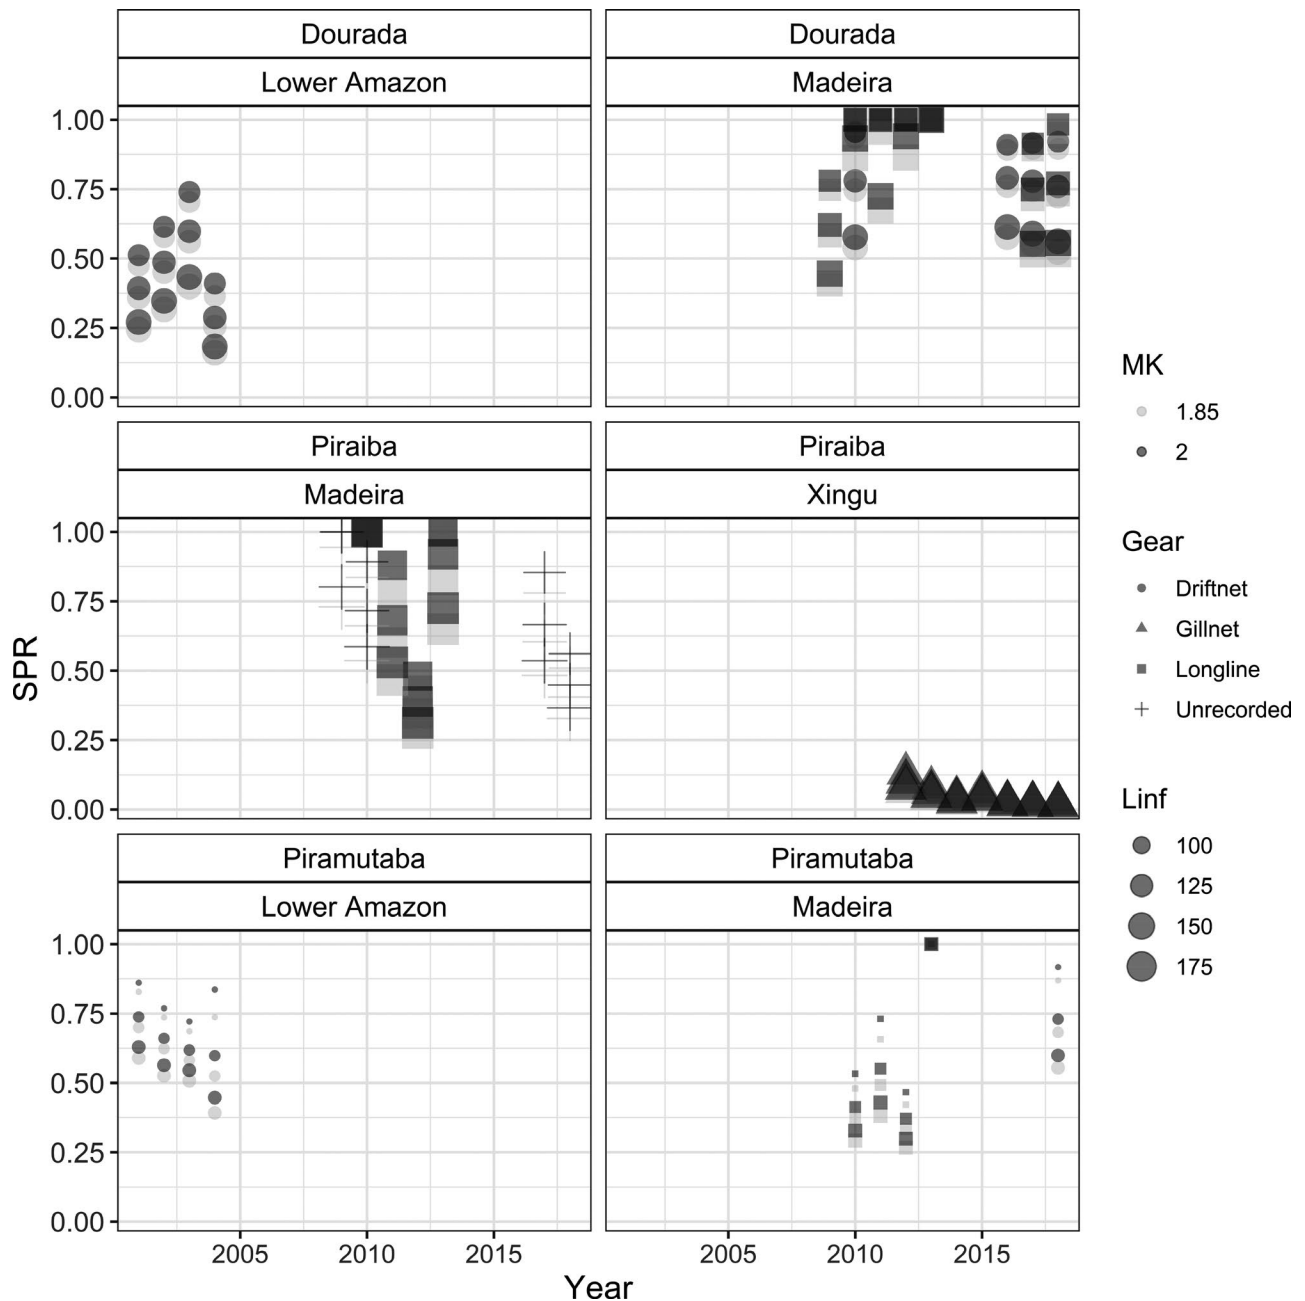 Dourada
Dourada
Lower Amazon
Madeira
1.00
0.75
0.50
0.25
0.00
Piraiba
Piraiba
Madeira
Xingu
1.00
0.75
0.50
0.25
0.00
SPR
Piramutaba
Piramutaba
Lower Amazon
Madeira
1.00
0.75
0.50
0.25
0.00
2005 2010 2015
2005 2010 2015
Year
MK
1.85
2
Gear
Driftnet
Gillnet
Longline
Unrecorded
Linf
100
125
150
175